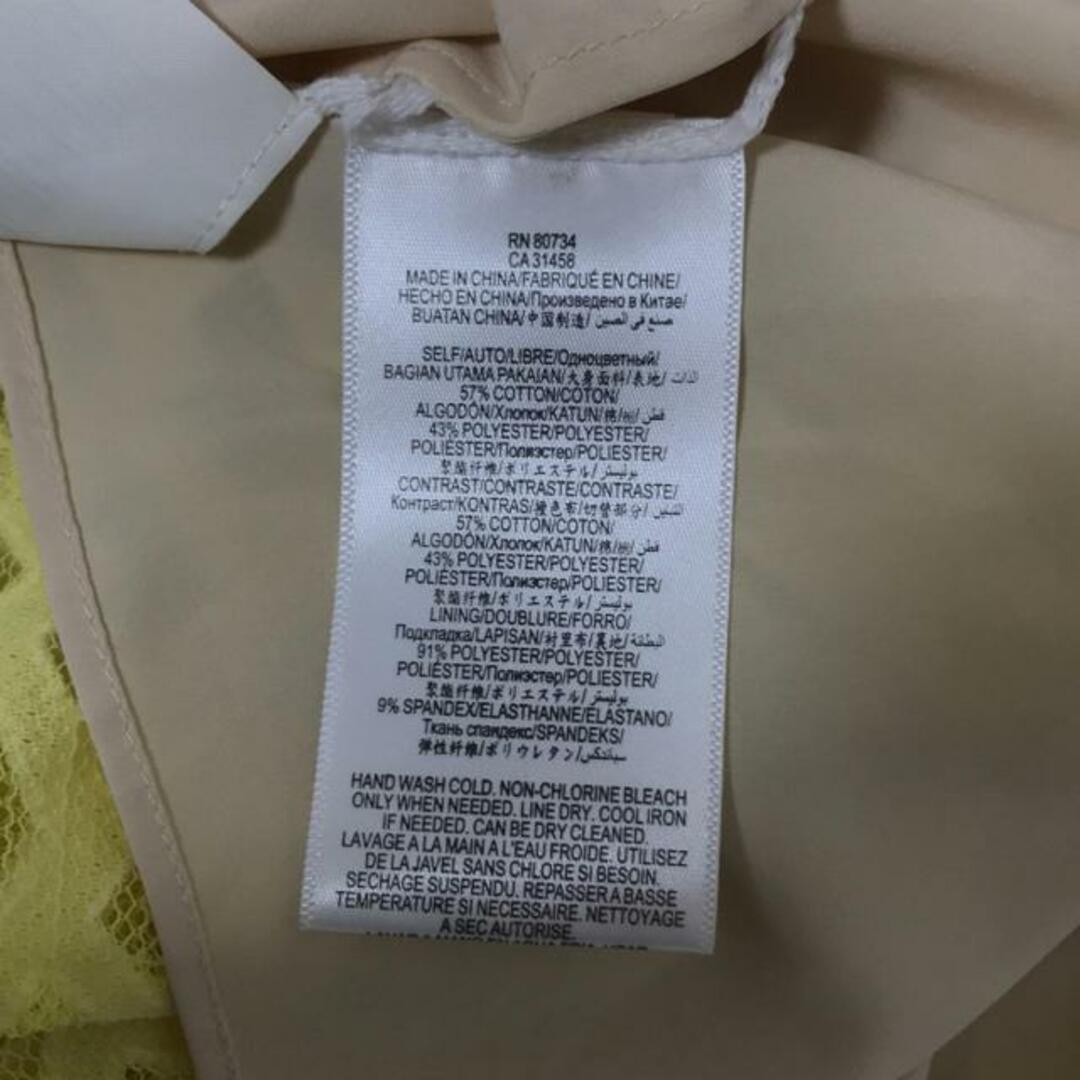 RN 80734
CA 31458
MADE IN CHINA/FABRIQUÉ EN CHINE/
HECHO EN CHINA/Произведено в Китае/
BUATAN CHINA/中国制造/ صنع في الصين
SELF/AUTO/LIBRE/Одноцветный/
BAGIAN UTAMA PAKAIAN/大身面料/表地/ الذات
57% COTTON/COTON/
ALGODÓN/Хлопок/KATUN/棉/綿/ قطن
43% POLYESTER/POLYESTER/
POLIÉSTER/Полиэстер/POLIESTER/
聚酯纤维/ポリエステル/ بوليستر
CONTRAST/CONTRASTE/CONTRASTE/
Контраст/KONTRAS/撞色布/切替部分/
57% COTTON/COTON/
ALGODÓN/Хлопок/KATUN/棉/綿/ قطن
43% POLYESTER/POLYESTER/
POLIÉSTER/Полиэстер/POLIESTER/
聚酯纤维/ポリエステル/ بوليستر
LINING/DOUBLURE/FORRO/
Подкладка/LAPISAN/衬里布/裏地/ البطانة
91% POLYESTER/POLYESTER/
POLIÉSTER/Полиэстер/POLIESTER/
聚酯纤维/ポリエステル/ بوليستر
9% SPANDEX/ELASTHANNE/ELASTANO/
Ткань спандекс/SPANDEKS/
弹性纤维/ポリウレタン/ سباندكس
HAND WASH COLD. NON-CHLORINE BLEACH
ONLY WHEN NEEDED. LINE DRY. COOL IRON
IF NEEDED. CAN BE DRY CLEANED.
LAVAGE A LA MAIN A L'EAU FROIDE. UTILISEZ
DE LA JAVEL SANS CHLORE SI BESOIN.
SECHAGE SUSPENDU. REPASSER A BASSE
TEMPERATURE SI NECESSAIRE. NETTOYAGE
A SEC AUTORISE.